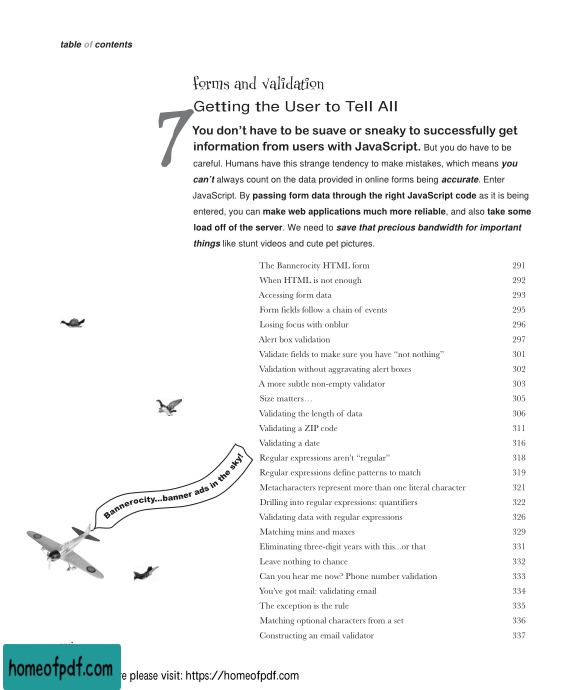 table of contents
forms and validation
7
Getting the User to Tell All
You don't have to be suave or sneaky to successfully get
information from users with JavaScript. But you do have to be
careful. Humans have this strange tendency to make mistakes, which means you
can't always count on the data provided in online forms being accurate. Enter
JavaScript. By passing form data through the right JavaScript code as it is being
entered, you can make web applications much more reliable, and also take some
load off of the server. We need to save that precious bandwidth for important
things like stunt videos and cute pet pictures.
The Bannerocity HTML form 291
When HTML is not enough 292
Accessing form data 293
Form fields follow a chain of events 295
Losing focus with onblur 296
Alert box validation 297
Validate fields to make sure you have “not nothing” 301
Validation without aggravating alert boxes 302
A more subtle non-empty validator 303
Size matters... 305
Validating the length of data 306
Validating a ZIP code 311
Validating a date 316
Regular expressions aren't “regular” 318
Regular expressions define patterns to match 319
Metacharacters represent more than one literal character 321
Drilling into regular expressions: quantifiers 322
Validating data with regular expressions 326
Matching mins and maxes 329
Eliminating three-digit years with this...or that 331
Leave nothing to chance 332
Can you hear me now? Phone number validation 333
You've got mail: validating email 334
The exception is the rule 335
Matching optional characters from a set 336
Constructing an email validator 337
Bannerocity...banner ads in the sky!
homeofpdf.com
please visit: https://homeofpdf.com